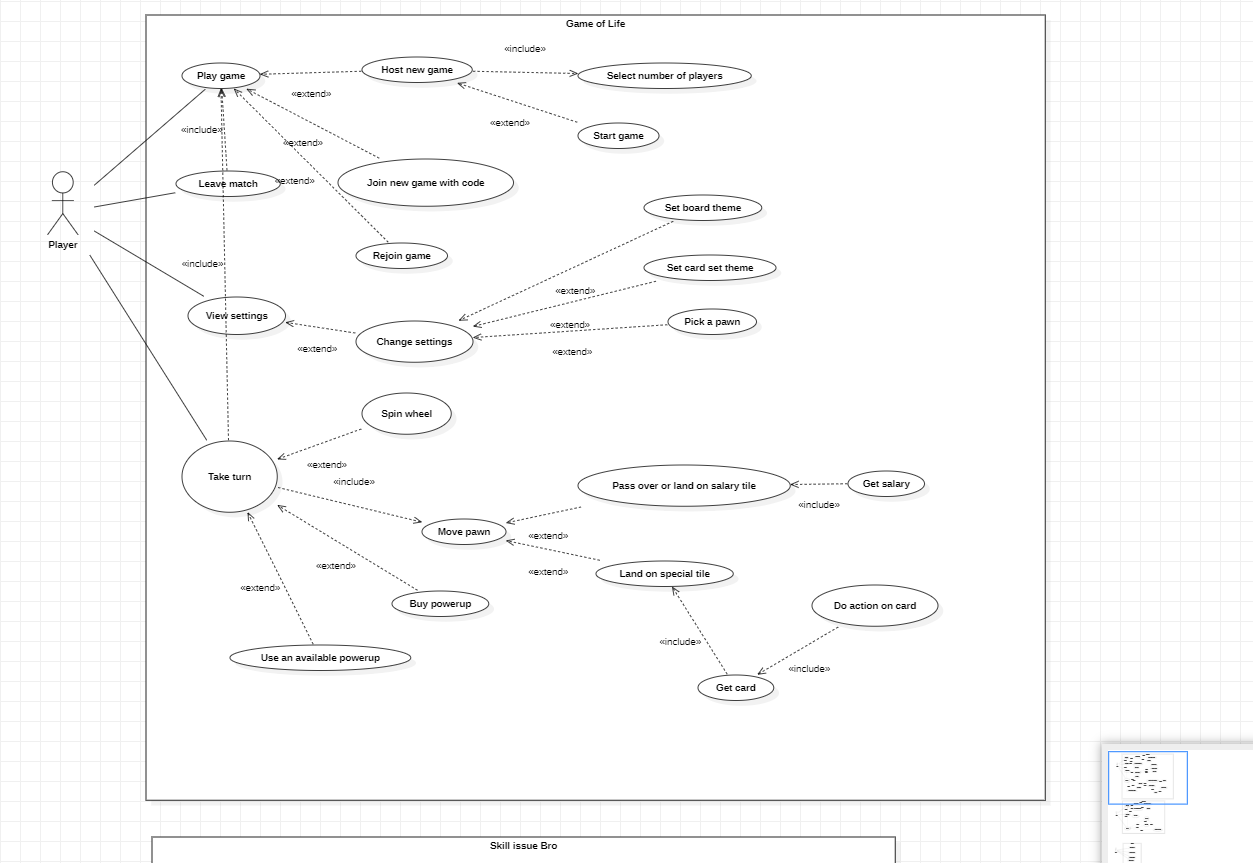 Game of Life
«include»
Play game
Host new game
Select number of players
«extend»
«extend»
«include»
Start game
«extend»
Leave match
«extend»
Join new game with code
Set board theme
Player
Rejoin game
«include»
Set card set theme
«extend»
View settings
Pick a pawn
«extend»
Change settings
«extend»
«extend»
Spin wheel
«extend»
Take turn
«include»
Pass over or land on salary tile
Get salary
«include»
Move pawn
«extend»
«extend»
«extend»
Land on special tile
«extend»
Buy powerup
Do action on card
«include»
Use an available powerup
«include»
Get card
Skill issue Bro